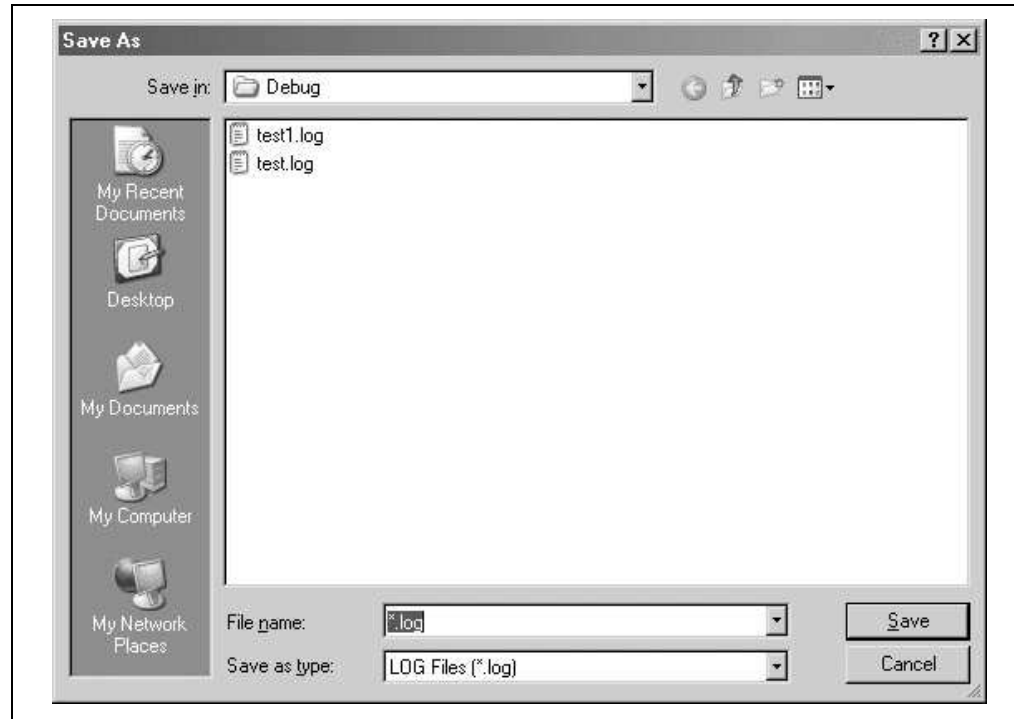 Save As
Save in:
Debug
test1.log
test.log
My Recent
Documents
Desktop
My Documents
My Computer
My Network
Places
File name:
*.log
Save
Save as type:
LOG Files (*.log)
Cancel